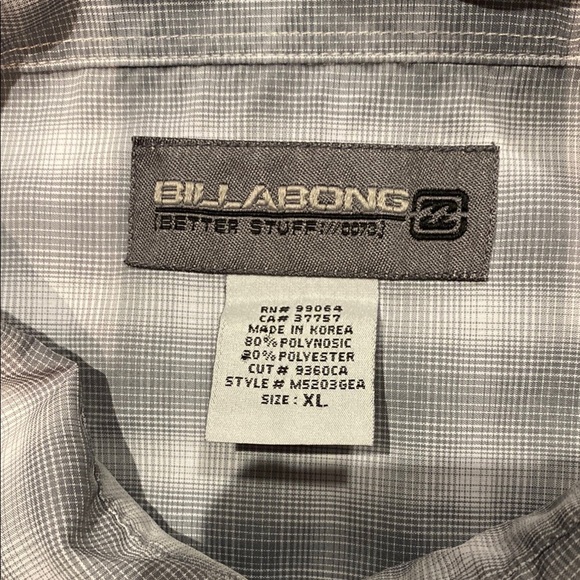 BILLABONG
[BETTER STUFF://0073]
RN# 99064
CA# 37757
MADE IN KOREA
80% POLYNOSIC
20% POLYESTER
CUT # 9360CA
STYLE # M5203GEA
SIZE: XL